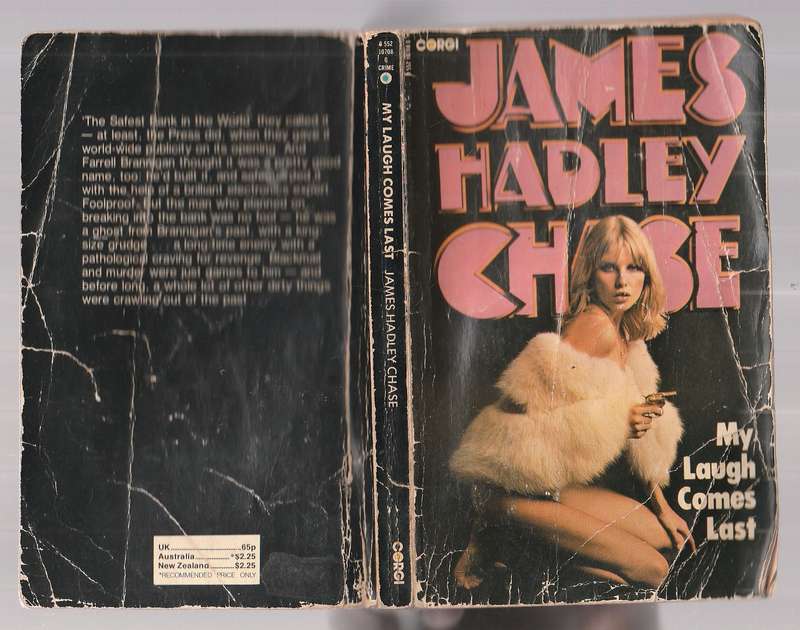 'The Safest Bank in the World' they called it
— at least, the Press did, when they gave it
world-wide publicity on its opening. And
Farrell Brannigan thought it was a pretty good
name, too. He'd built it, and
with the help of a brilliant electronics expert
Foolproof. But the man who planned on
breaking into the bank was no fool — he was
a ghost from Brannigan's past, with a king-
size grudge a long-time enemy with a
pathological craving for revenge. Blackmail
and murder were just games to him — and
before long, a whole lot of other dirty things
were crawling out of the past
UK 65p
Australia *$2.25
New Zealand $2.25
*RECOMMENDED PRICE ONLY
0 552
10708
6
CRIME
MY LAUGH COMES LAST JAMES HADLEY CHASE
CORGI
CORGI
JAMES
HADLEY
CHASE
My
Laugh
Comes
Last